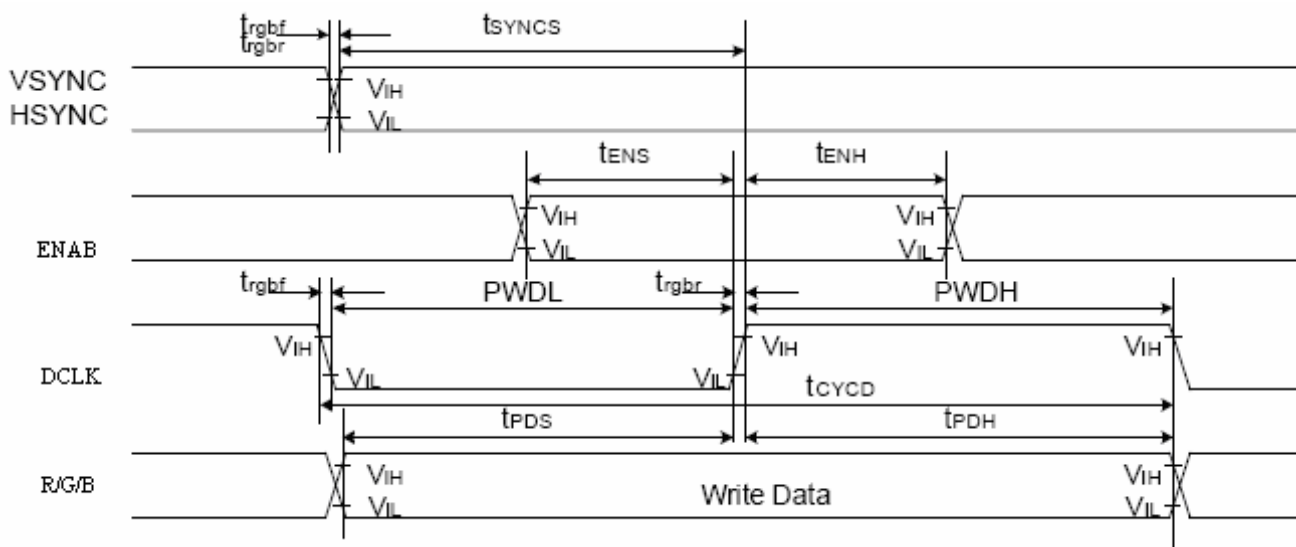 trgbf
trgbr
tSYNCS
VSYNC
HSYNC
VIH
VIL
tENS
tENH
ENAB
VIH
VIL
VIH
VIL
trgbf
PWDL
trgbr
PWDH
DCLK
VIH
VIL
VIL
VIH
VIH
tCYCD
tPDS
tPDH
R/G/B
VIH
VIL
Write Data
VIH
VIL